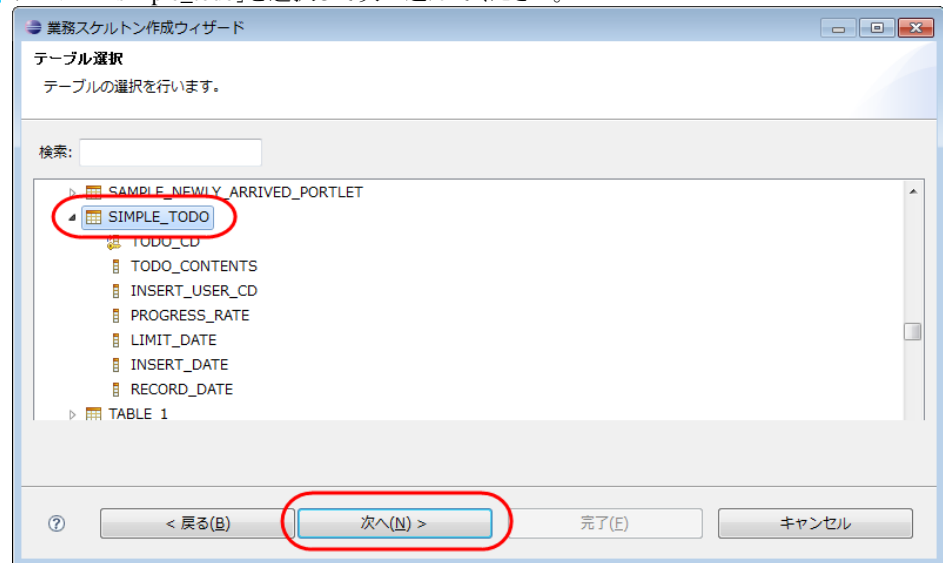 業務スケルトン作成ウィザード
テーブル選択
テーブルの選択を行います。
検索:
SAMPLE_NEWLY_ARRIVED_PORTLET
SIMPLE_TODO
TODO_CD
TODO_CONTENTS
INSERT_USER_CD
PROGRESS_RATE
LIMIT_DATE
INSERT_DATE
RECORD_DATE
TABLE_1
< 戻る(B) 次へ(N) > 完了(F) キャンセル